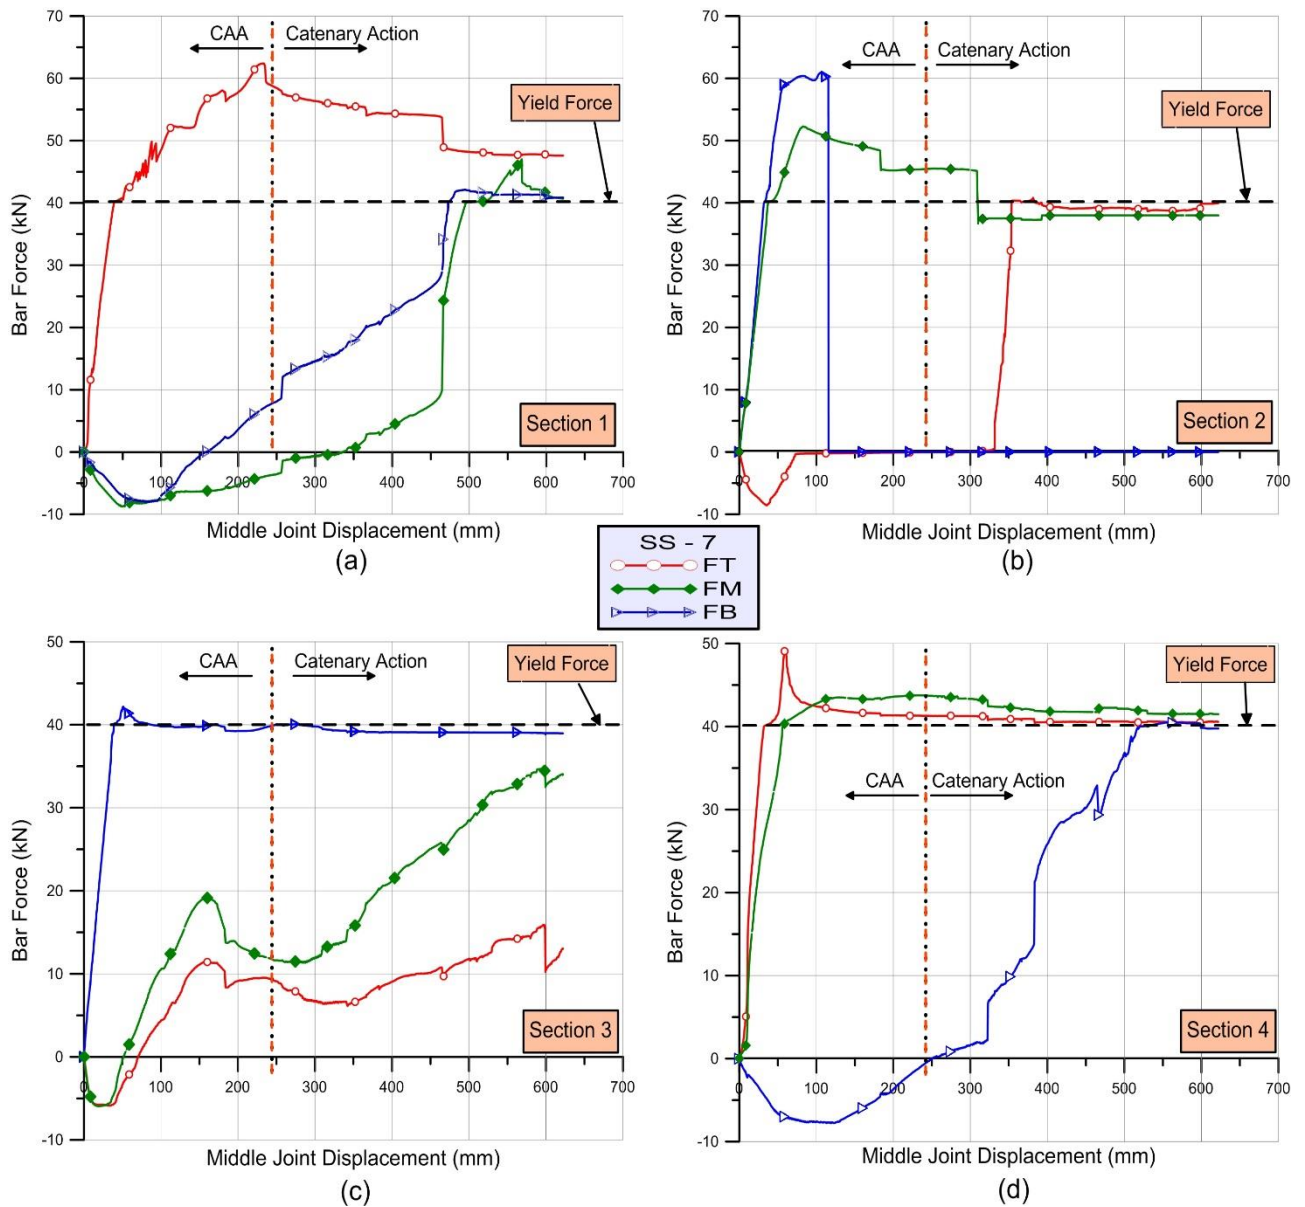 70
60
50
40
30
20
10
0
-10
Bar Force (kN)
CAA
Catenary Action
Yield Force
Section 1
0 100 200 300 400 500 600 700
Middle Joint Displacement (mm)
(a)
70
60
50
40
30
20
10
0
-10
Bar Force (kN)
CAA
Catenary Action
Yield Force
Section 2
0 100 200 300 400 500 600 700
Middle Joint Displacement (mm)
(b)
SS - 7
FT
FM
FB
50
40
30
20
10
0
-10
Bar Force (kN)
CAA
Catenary Action
Yield Force
Section 3
0 100 200 300 400 500 600 700
Middle Joint Displacement (mm)
(c)
50
40
30
20
10
0
-10
Bar Force (kN)
Yield Force
CAA
Catenary Action
Section 4
0 100 200 300 400 500 600 700
Middle Joint Displacement (mm)
(d)